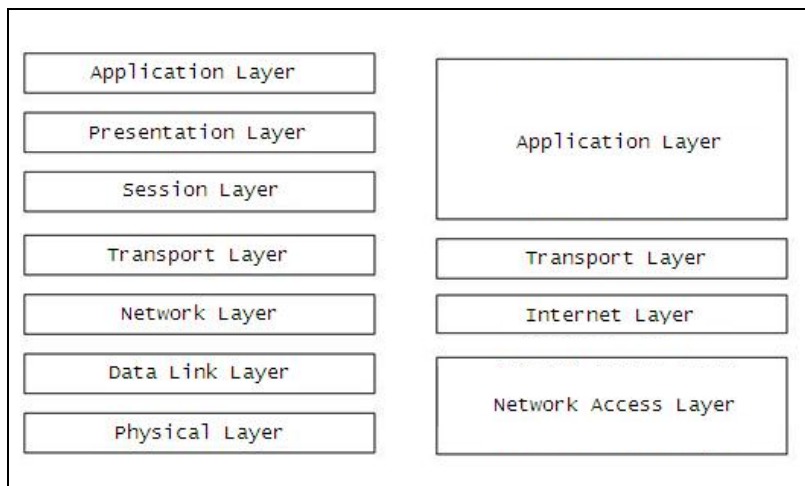 Application Layer
Presentation Layer
Session Layer
Transport Layer
Network Layer
Data Link Layer
Physical Layer
Application Layer
Transport Layer
Internet Layer
Network Access Layer